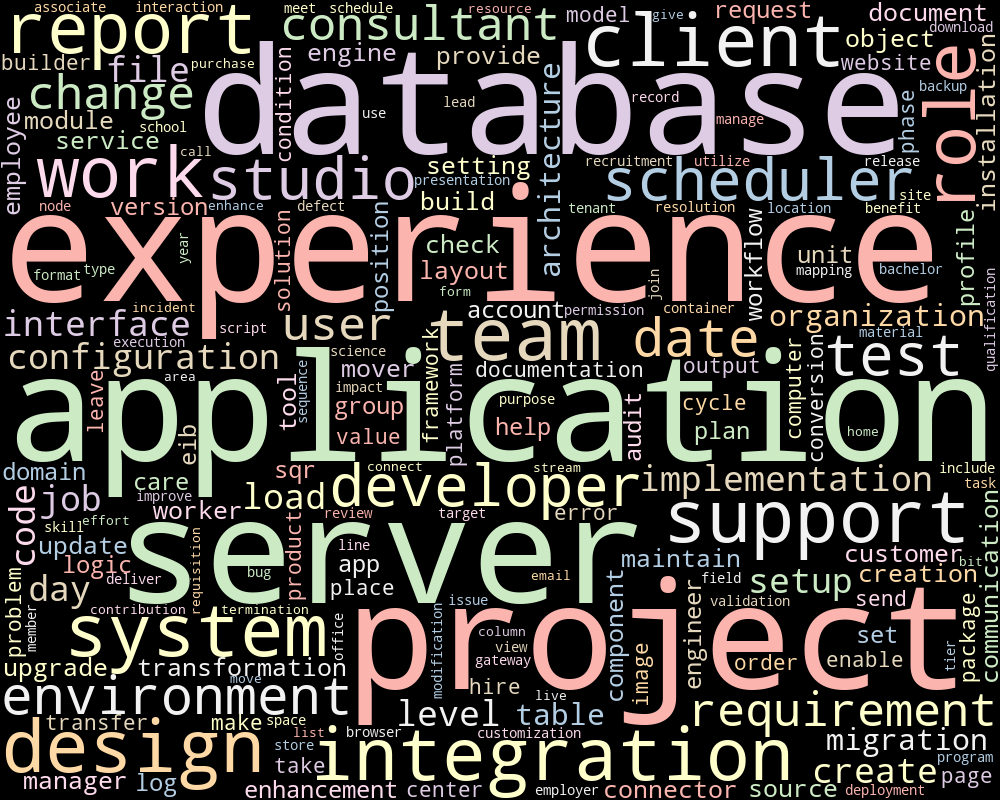 associate
interaction
meet
schedule
resource
report
consultant
model
give
request
document
download
client
builder
file
purchase
engine
provide
object
website
change
database
condition
backup
role
installation
module
school
use
lead
record
manage
phase
employee
service
call
architecture
work
studio
setting
presentation
recruitment
utilize
release
scheduler
site
node
version
enhance
defect
build
tenant
resolution
location
benefit
experience
format
type
year
solution
position
check
layout
form
join
workflow
unit
mapping
bachelor
profile
incident
interface
execution
script
user
account
permission
container
organization
material
qualification
team
date
configuration
area
science
mover
framework
documentation
output
computer
conversion
test
application
leave
eib
tool
sequence
impact
group
value
platform
purpose
help
audit
cycle
plan
home
domain
care
sqr
connect
stream
implementation
include
task
job
improve
worker
load
developer
error
code
skill
effort
update
logic
deliver
server
requisition
bug
product
review
target
line
app
place
email
support
maintain
customer
bit
communication
problem
member
day
contribution
termination
office
issue
field
setup
creation
validation
send
package
system
project
modification
column
view
gateway
component
engineer
order
set
enable
tier
upgrade
transformation
move
environment
hire
live
image
level
table
requirement
design
transfer
make
space
list
store
take
browser
customization
integration
migration
program
manager
log
enhancement
center
employer
connector
source
create
deployment
page